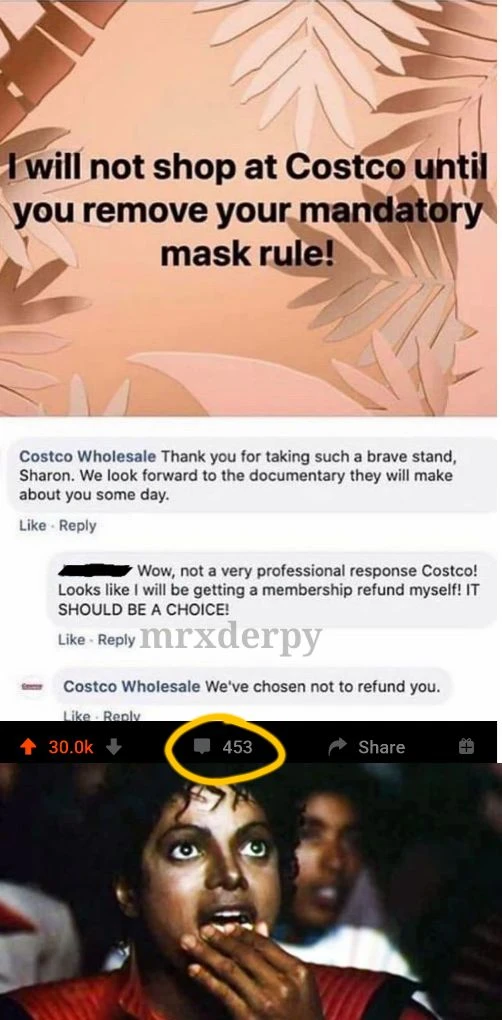 I will not shop at Costco until
you remove your mandatory
mask rule!
Costco Wholesale Thank you for taking such a brave stand,
Sharon. We look forward to the documentary they will make
about you some day.
Like · Reply
Wow, not a very professional response Costco!
Looks like I will be getting a membership refund myself! IT
SHOULD BE A CHOICE!
Like · Reply
mrxderpy
Costco Wholesale We've chosen not to refund you.
Like · Reply
30.0k 453 Share